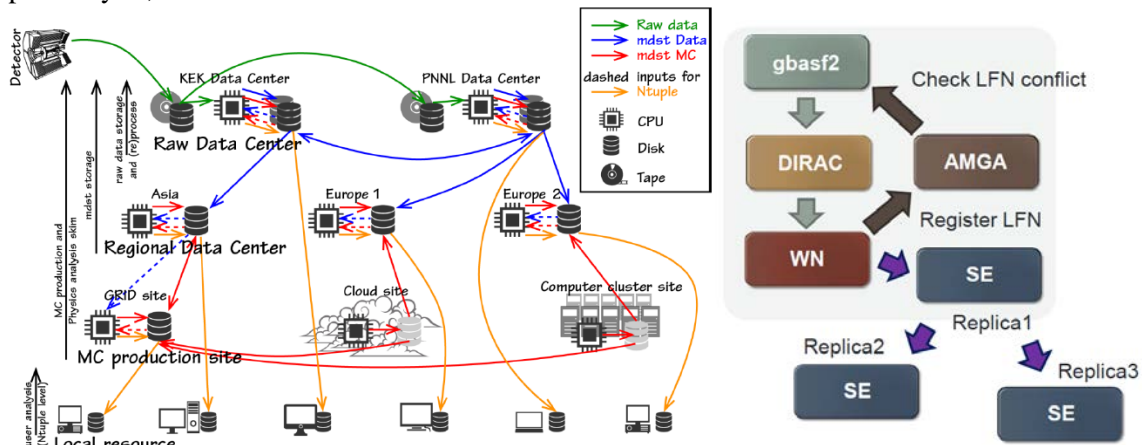 Detector
Raw data
mdst Data
mdst MC
dashed inputs for
Ntuple
CPU
Disk
Tape
KEK Data Center
PNNL Data Center
Raw Data Center
raw data storage
and (re)process
mdst storage
MC production and
Physics analysis skim
Asia
Europe 1
Europe 2
Regional Data Center
GRID site
Cloud site
Computer cluster site
MC production site
user analysis
(Ntuple level)
Local resource
gbasf2
Check LFN conflict
DIRAC
AMGA
Register LFN
WN
SE
Replica1
Replica2
Replica3
SE
SE